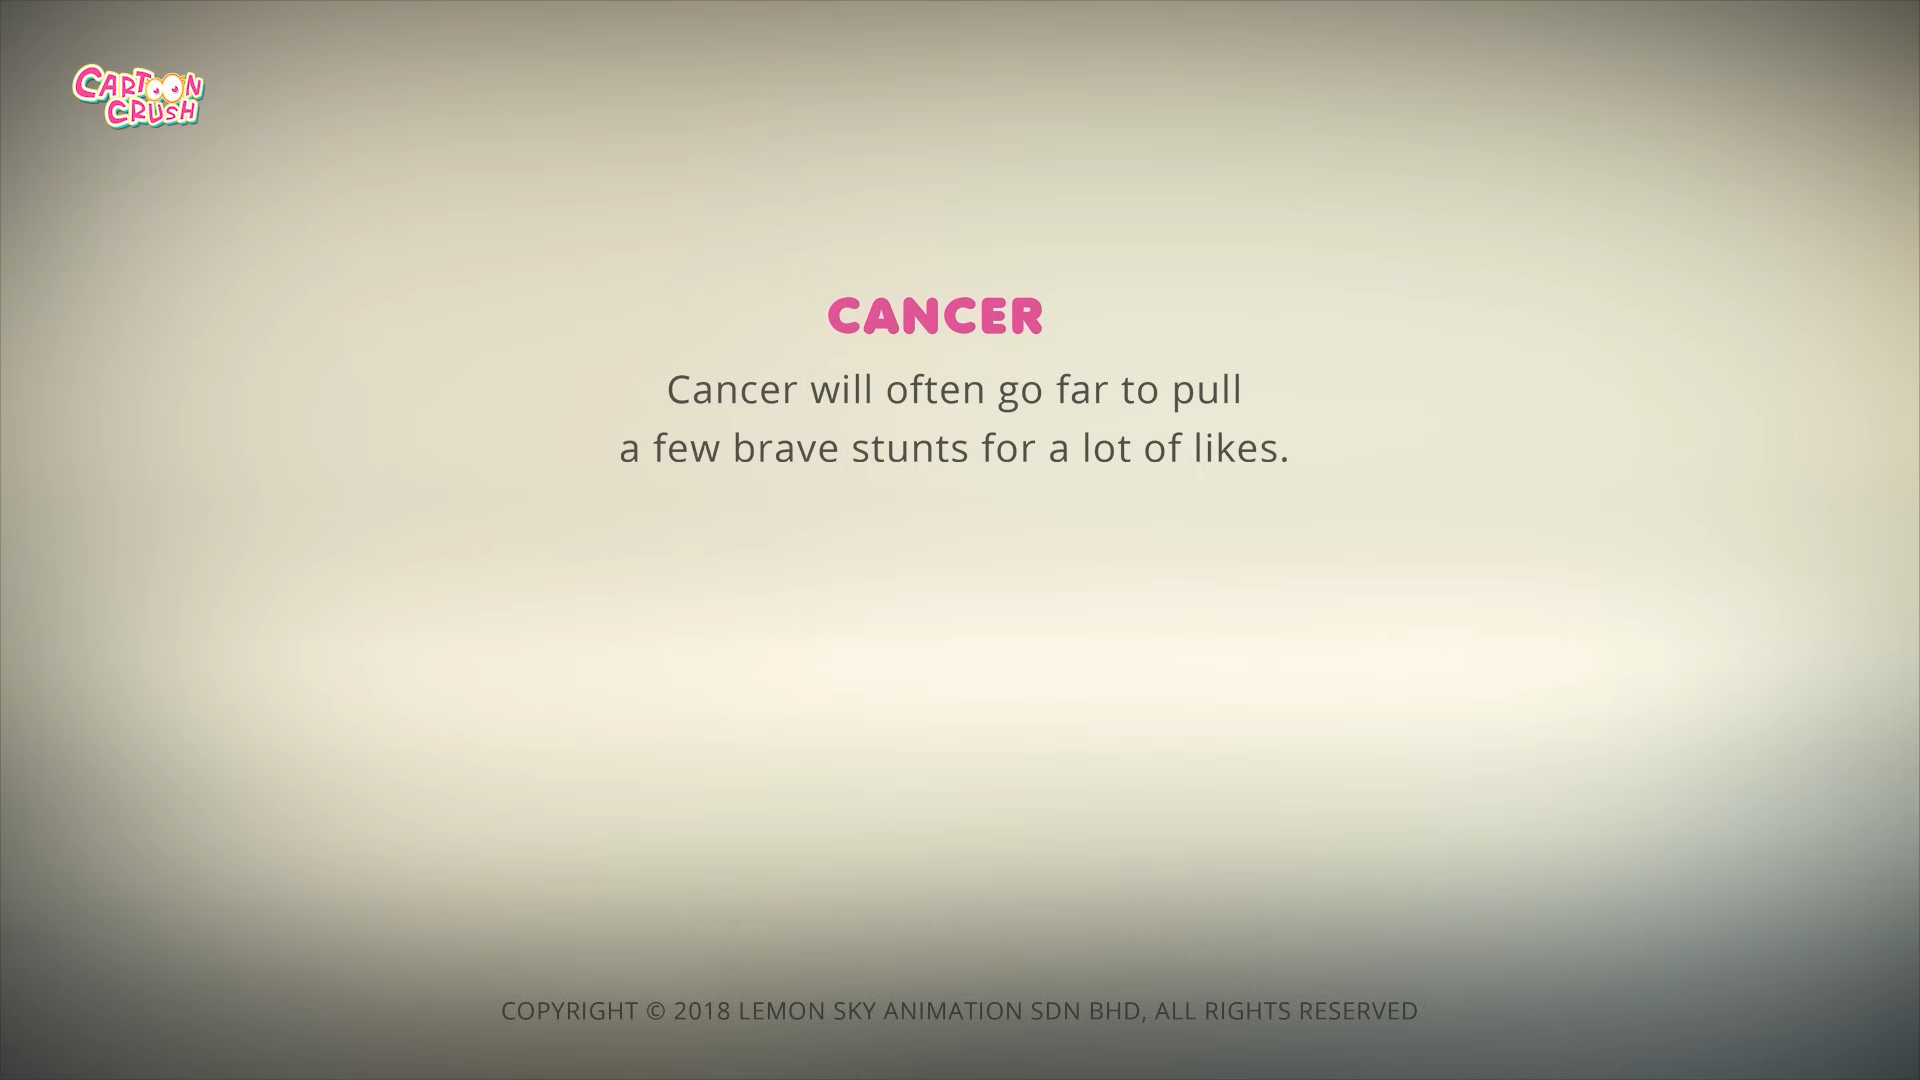 CARTOON
CRUSH
CANCER
Cancer will often go far to pull
a few brave stunts for a lot of likes.
COPYRIGHT © 2018 LEMON SKY ANIMATION SDN BHD, ALL RIGHTS RESERVED